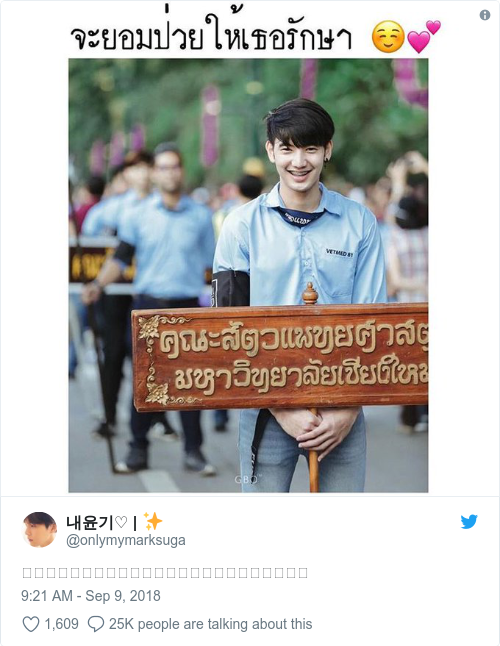 จะยอมป่วยให้เธอรักษา ☺️💕
VETMED 51
คณะสัตวแพทยศาสต
มหาวิทยาลัยเชียงใหม
GBO
내윤기♡ | ✨
@onlymymarksuga
9:21 AM - Sep 9, 2018
1,609 25K people are talking about this